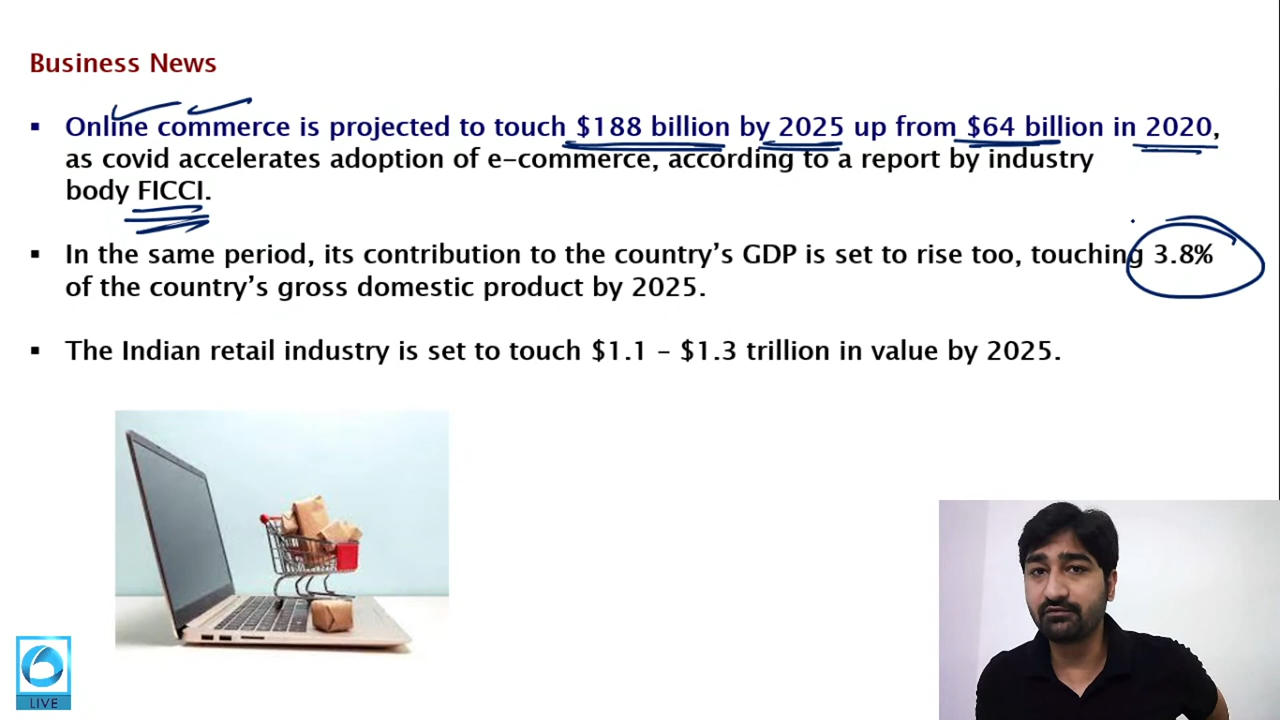 Business News
▪ Online commerce is projected to touch $188 billion by 2025 up from $64 billion in 2020,
as covid accelerates adoption of e-commerce, according to a report by industry
body FICCI.
▪ In the same period, its contribution to the country’s GDP is set to rise too, touching 3.8%
of the country’s gross domestic product by 2025.
▪ The Indian retail industry is set to touch $1.1 – $1.3 trillion in value by 2025.
LIVE